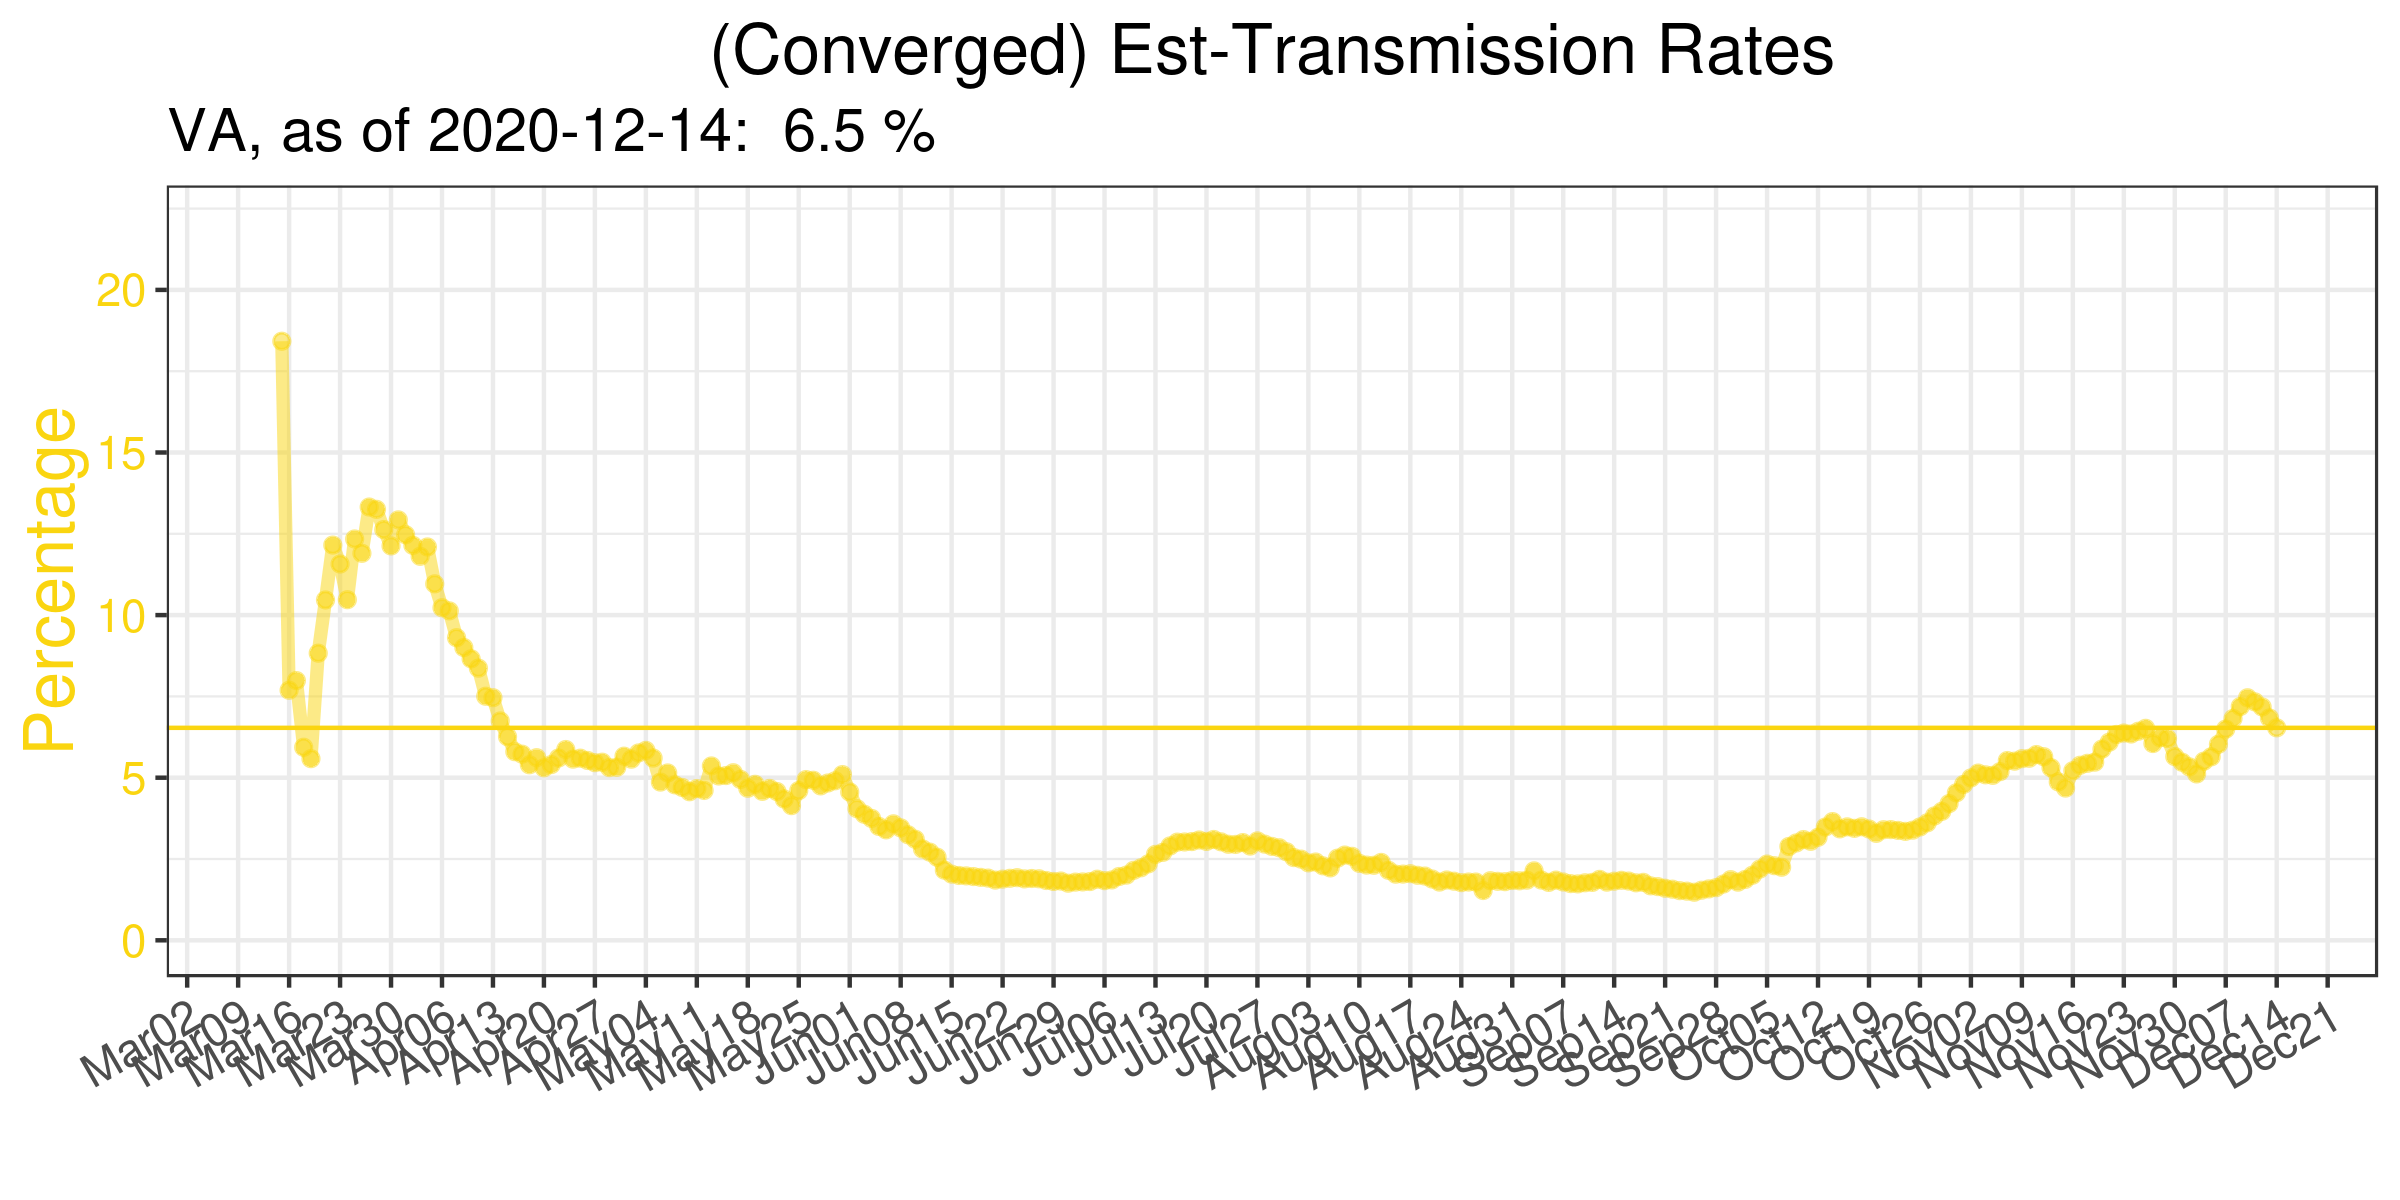 (Converged) Est-Transmission Rates
VA, as of 2020-12-14:  6.5 %
Percentage
20
15
10
5
0
Mar02
Mar09
Mar16
Mar23
Mar30
Apr06
Apr13
Apr20
Apr27
May04
May11
May18
May25
Jun01
Jun08
Jun15
Jun22
Jun29
Jul06
Jul13
Jul20
Jul27
Aug03
Aug10
Aug17
Aug24
Aug31
Sep07
Sep14
Sep21
Sep28
Oct05
Oct12
Oct19
Oct26
Nov02
Nov09
Nov16
Nov23
Nov30
Dec07
Dec14
Dec21